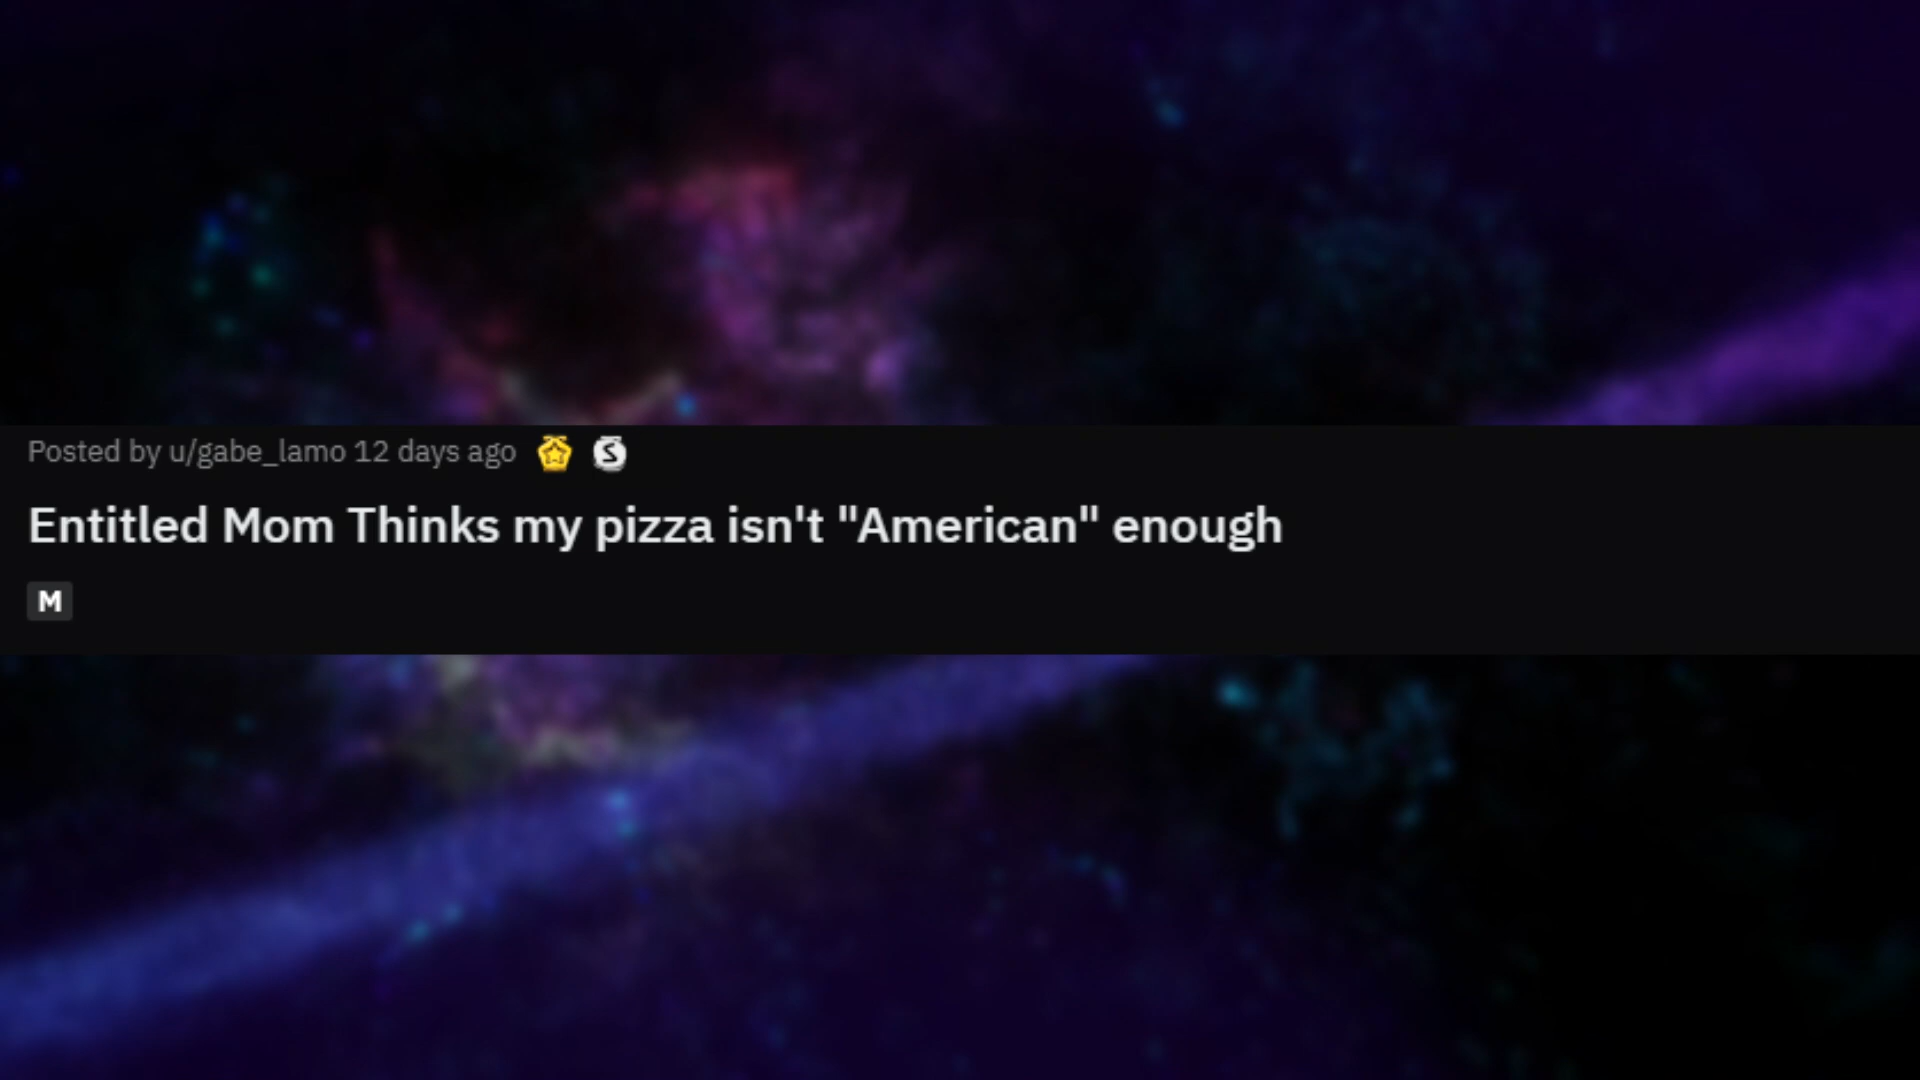 Posted by u/gabe_lamo 12 days ago S
Entitled Mom Thinks my pizza isn't "American" enough
M